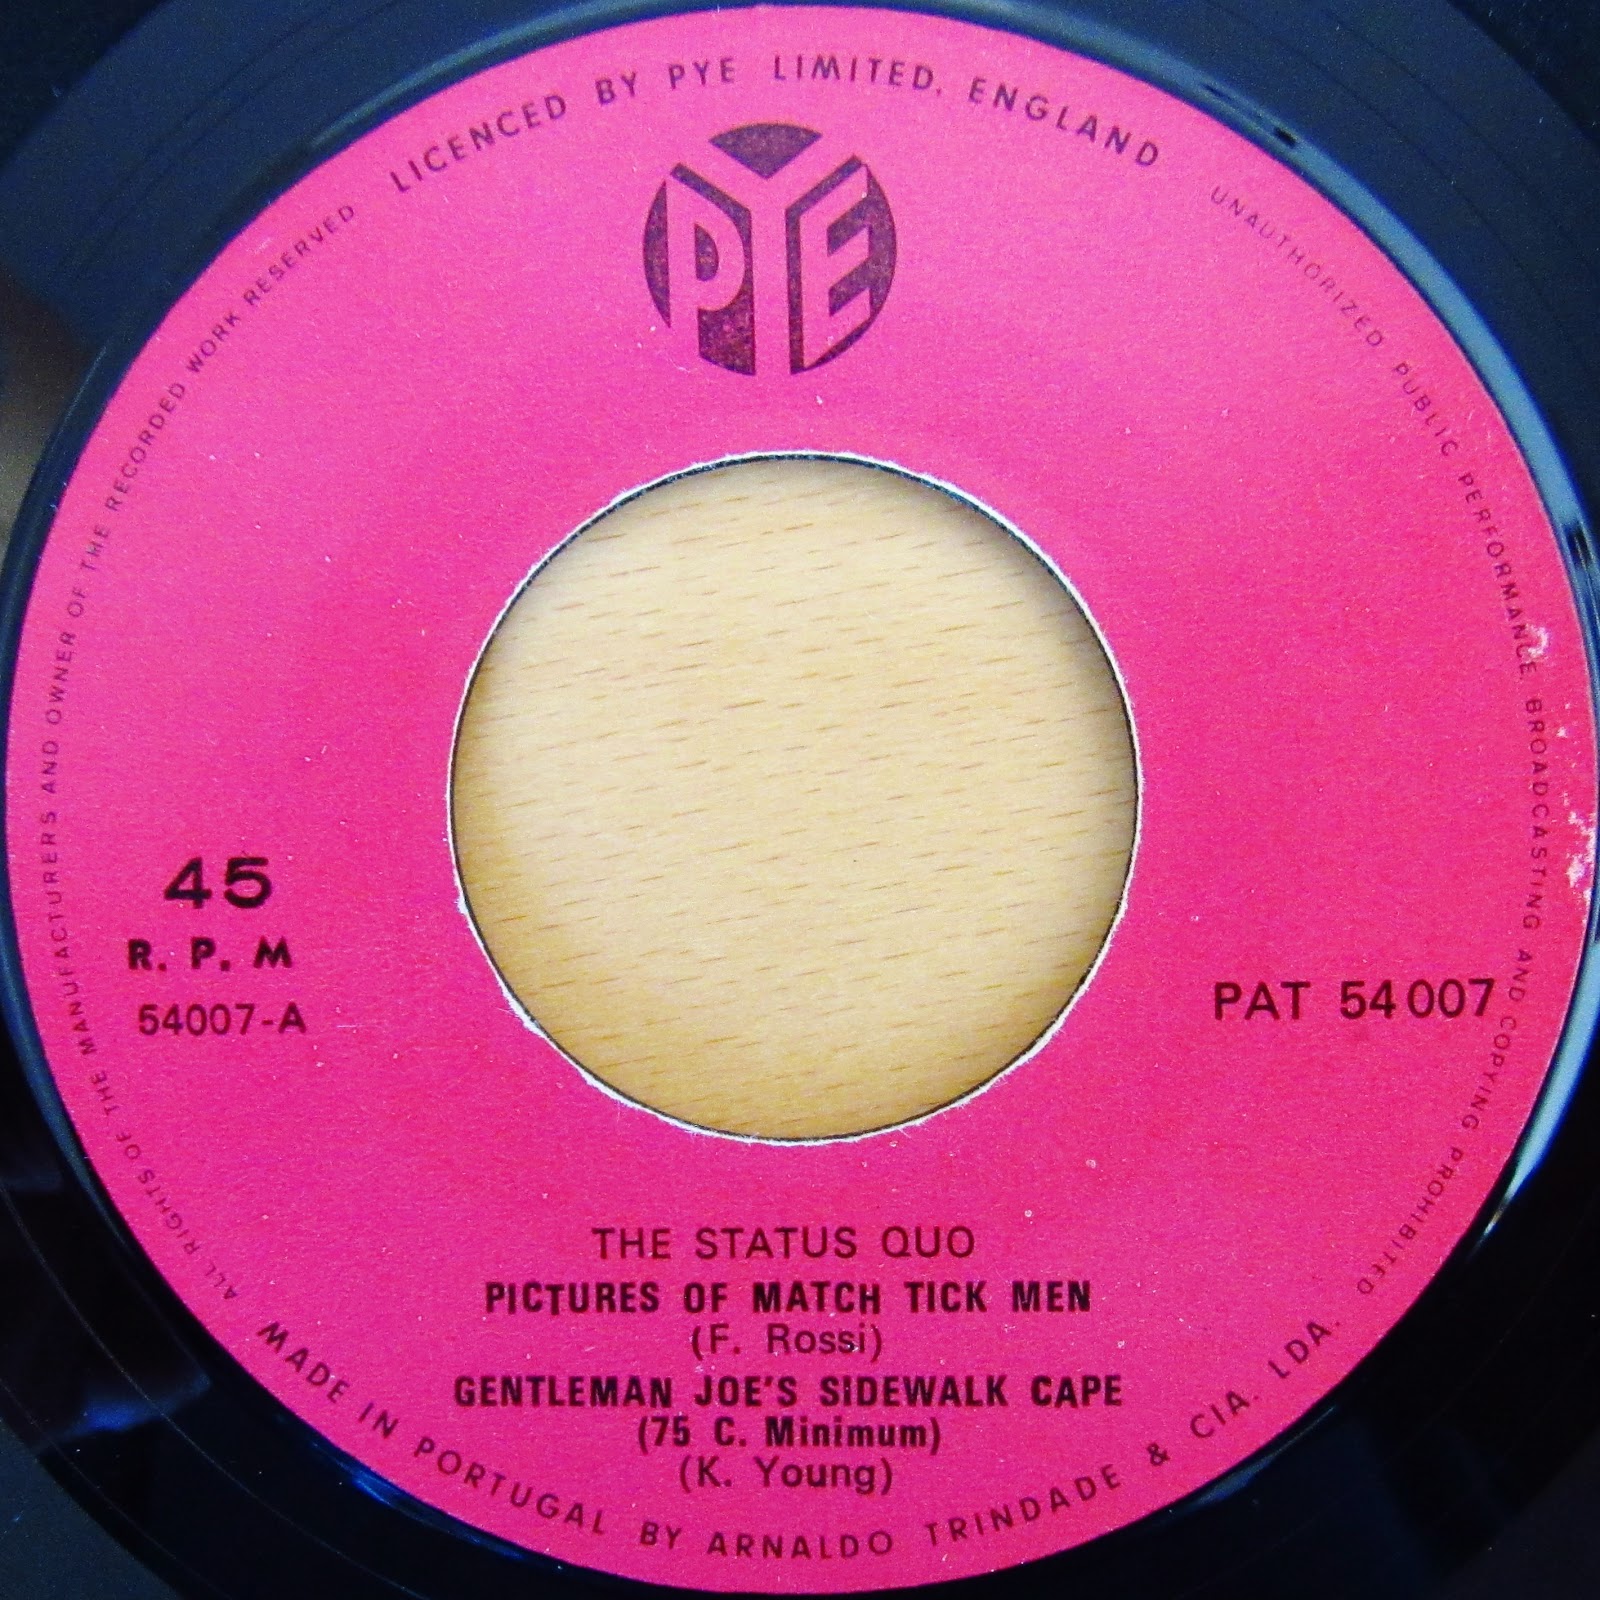 LICENCED BY PYE LIMITED, ENGLAND
UNAUTHORIZED PUBLIC PERFORMANCE BROADCASTING AND COPYING PROHIBITED
ALL RIGHTS OF THE MANUFACTURERS AND OWNER OF THE RECORDED WORK RESERVED
PYE
45
R. P. M
54007-A
PAT 54007
THE STATUS QUO
PICTURES OF MATCH TICK MEN
(F. Rossi)
GENTLEMAN JOE'S SIDEWALK CAPE
(75 C. Minimum)
(K. Young)
MADE IN PORTUGAL BY ARNALDO TRINDADE & CIA. LDA.